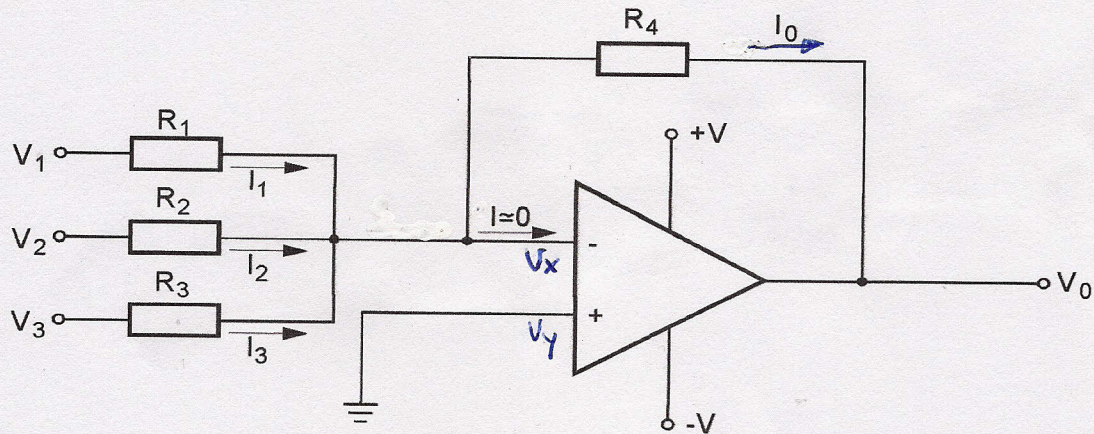 R4
I0
+V
R1
V1
I1
R2
I≃0
-
V2
I2
Vx
R3
V0
V3
+
I3
Vy
-V